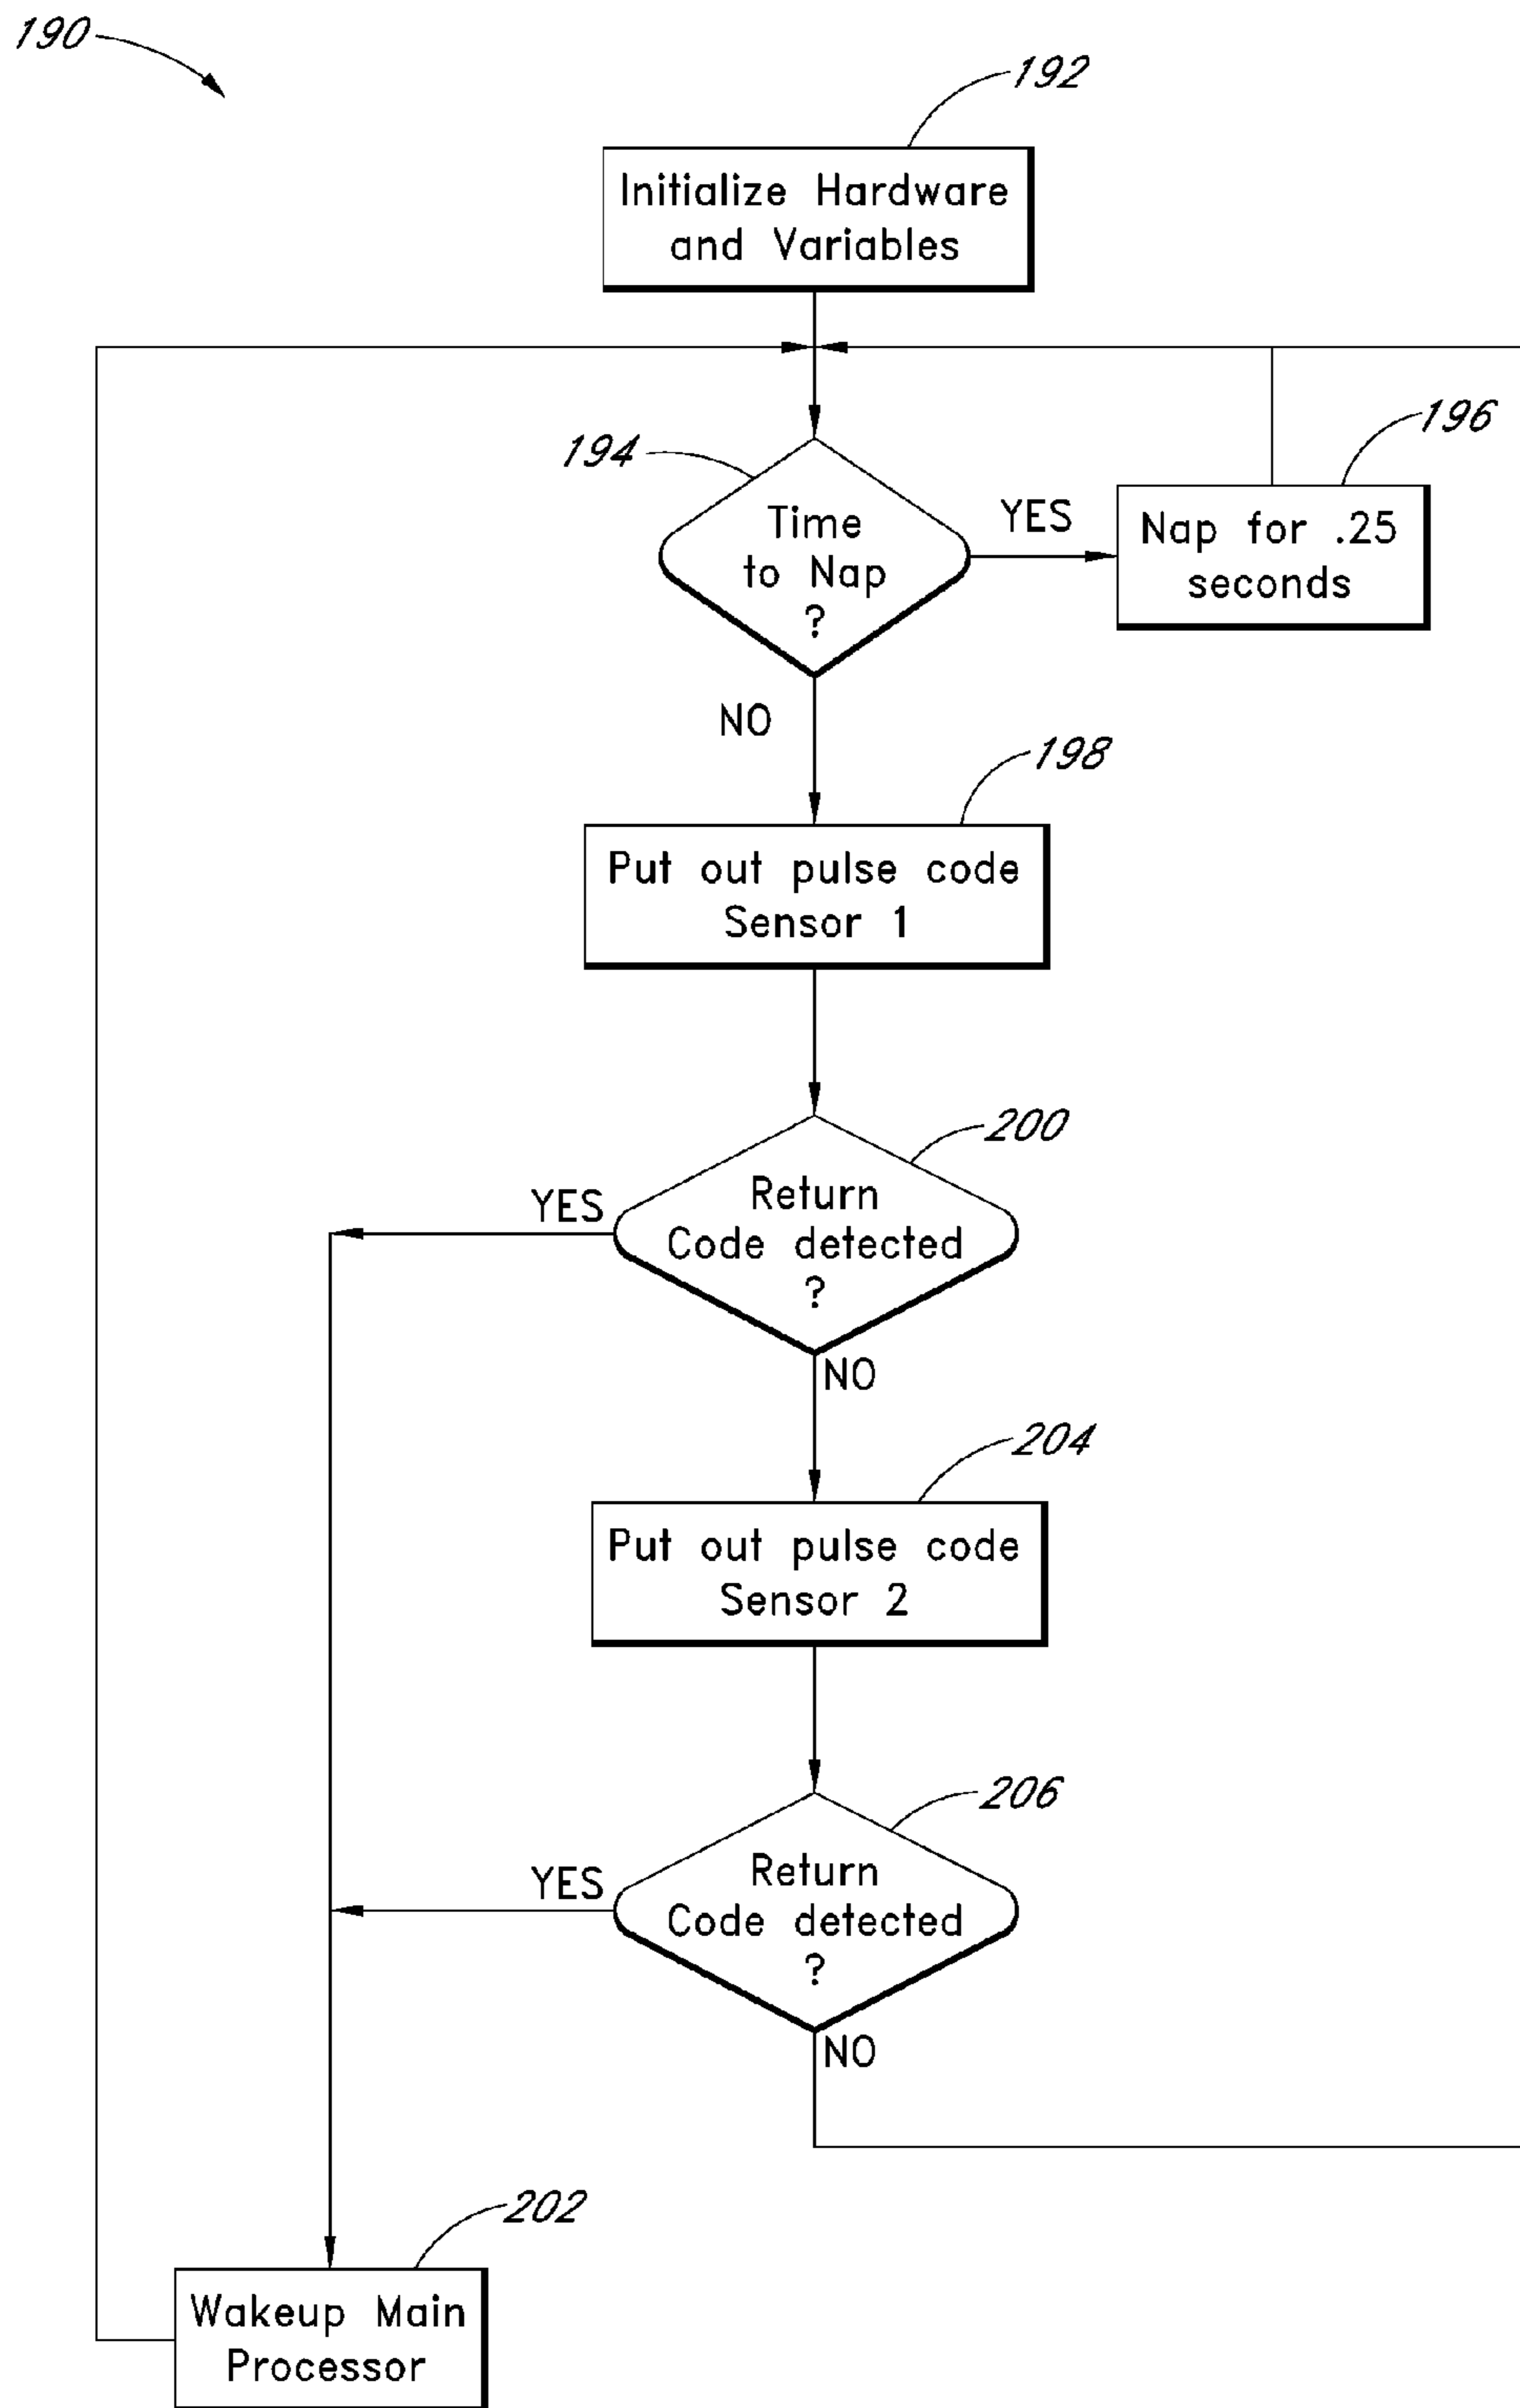 190
192
Initialize Hardware
and Variables
194
Time
to Nap
?
YES
196
Nap for .25
seconds
NO
198
Put out pulse code
Sensor 1
200
Return
Code detected
?
YES
NO
204
Put out pulse code
Sensor 2
206
Return
Code detected
?
YES
NO
202
Wakeup Main
Processor